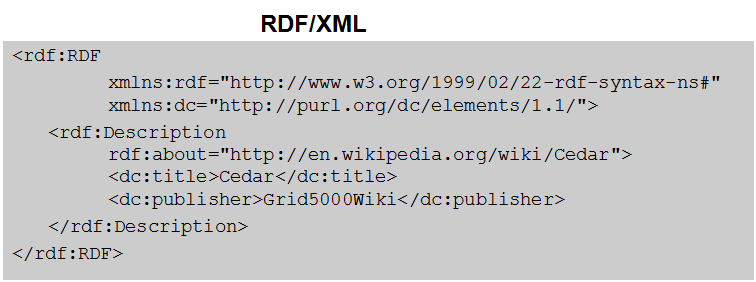 RDF/XML
<rdf:RDF
xmlns:rdf="http://www.w3.org/1999/02/22-rdf-syntax-ns#"
xmlns:dc="http://purl.org/dc/elements/1.1/">
<rdf:Description
rdf:about="http://en.wikipedia.org/wiki/Cedar">
<dc:title>Cedar</dc:title>
<dc:publisher>Grid5000Wiki</dc:publisher>
</rdf:Description>
</rdf:RDF>